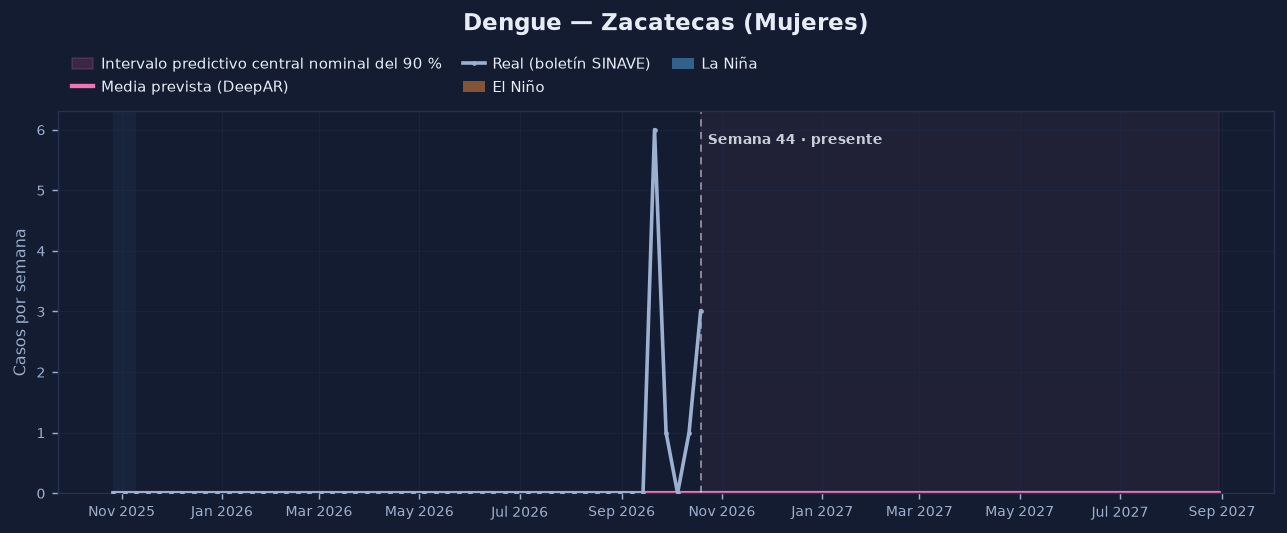 Dengue — Zacatecas (Mujeres)
Intervalo predictivo central nominal del 90 %
Real (boletín SINAVE)
La Niña
Media prevista (DeepAR)
El Niño
Semana 44 · presente
Casos por semana
6
5
4
3
2
1
0
Nov 2025
Jan 2026
Mar 2026
May 2026
Jul 2026
Sep 2026
Nov 2026
Jan 2027
Mar 2027
May 2027
Jul 2027
Sep 2027